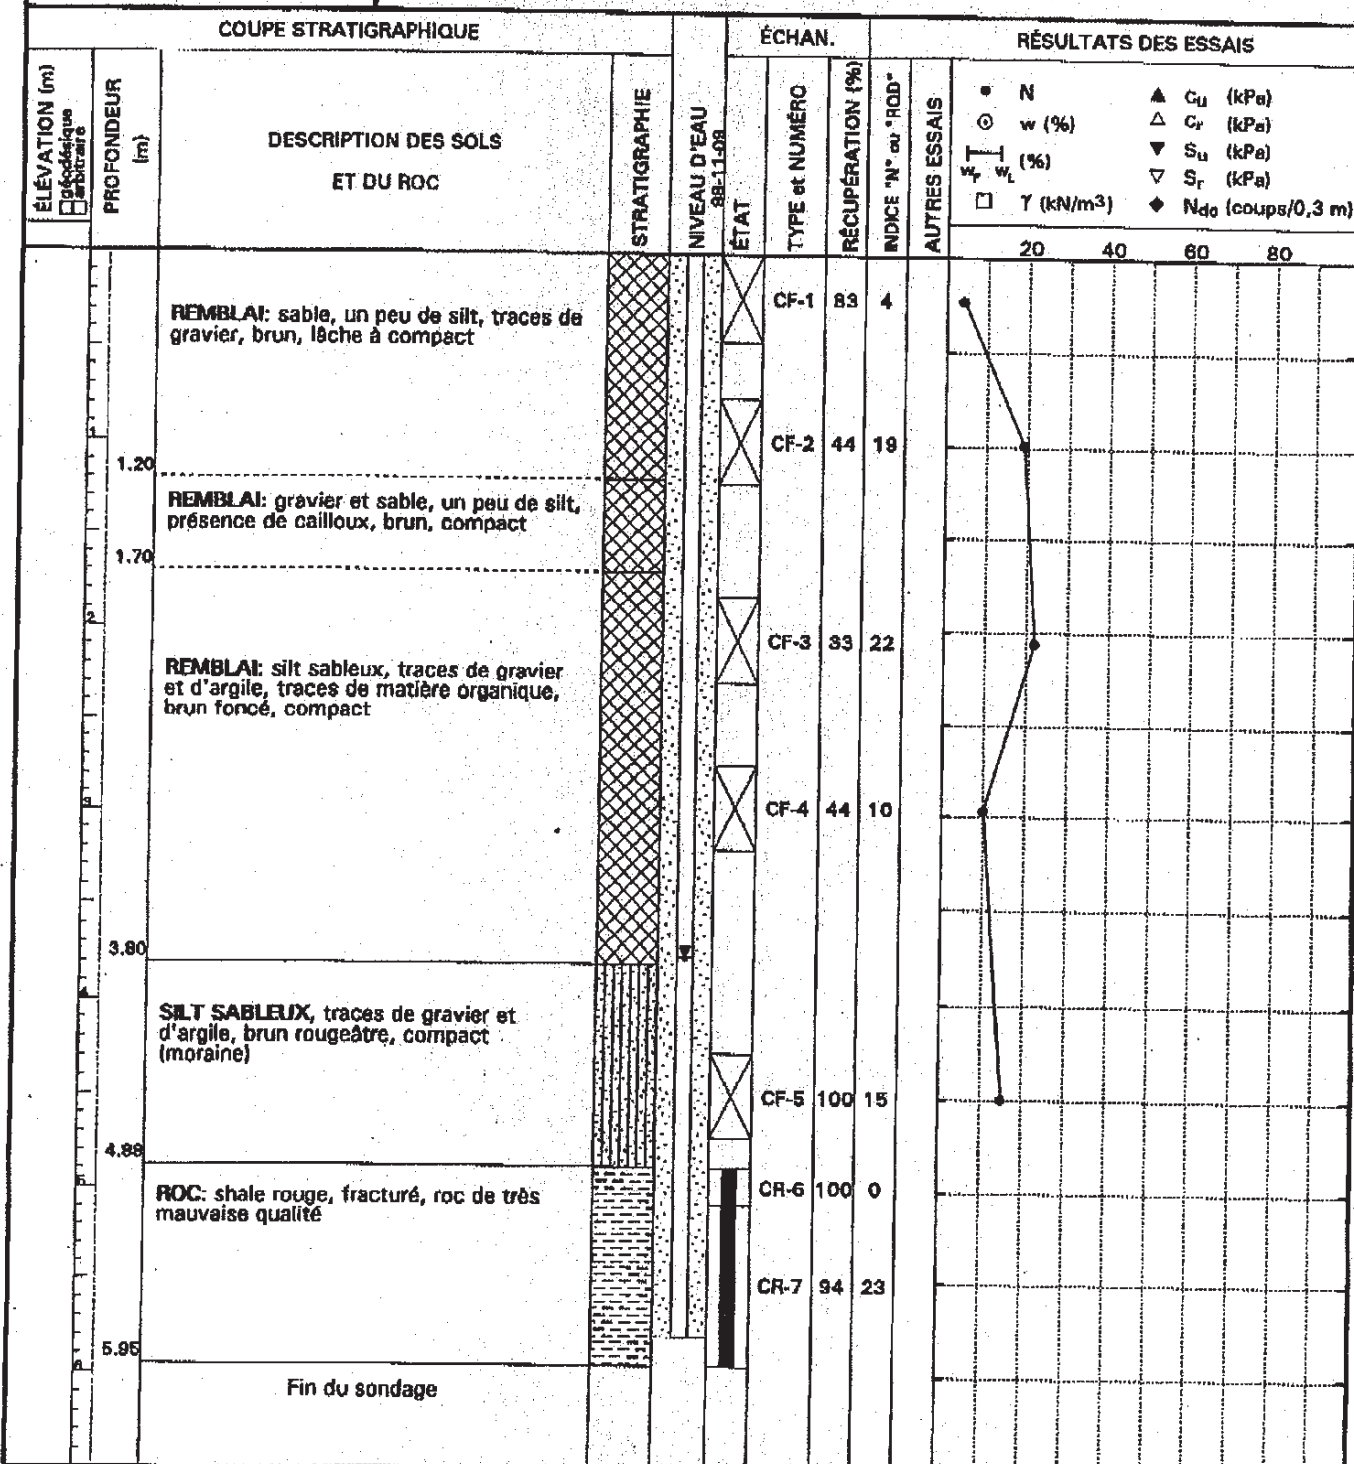 COUPE STRATIGRAPHIQUE
ÉCHAN.
RÉSULTATS DES ESSAIS
ÉLÉVATION (m)
géodésique
arbitraire
PROFONDEUR
(m)
DESCRIPTION DES SOLS
ET DU ROC
STRATIGRAPHIE
NIVEAU D'EAU
ÉTAT
TYPE et NUMÉRO
RÉCUPÉRATION (%)
INDICE "N" ou "RQD"
AUTRES ESSAIS
N
w (%)
(%)
γ (kN/m³)
Cu (kPa)
Cr (kPa)
Su (kPa)
Sr (kPa)
Ndc (coups/0,3 m)
20 40 60 80
REMBLAI: sable, un peu de silt, traces de
gravier, brun, lâche à compact
CF-1 83 4
1
CF-2 44 19
1.20
REMBLAI: gravier et sable, un peu de silt,
présence de cailloux, brun, compact
1.70
2
CF-3 33 22
REMBLAI: silt sableux, traces de gravier
et d'argile, traces de matière organique,
brun foncé, compact
3
CF-4 44 10
3.80
4
SILT SABLEUX, traces de gravier et
d'argile, brun rougeâtre, compact
(moraine)
CF-5 100 15
5
CR-6 100 0
ROC: shale rouge, fracturé, roc de très
mauvaise qualité
CR-7 94 23
5.95
6
Fin du sondage